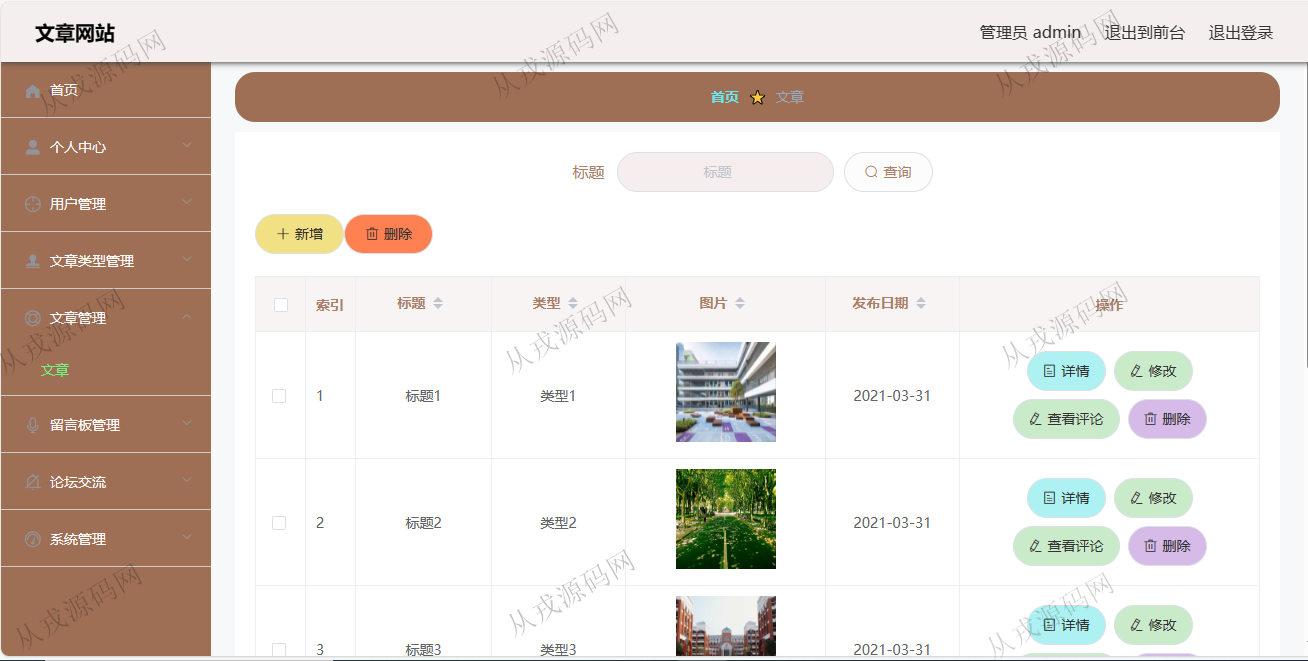 文章网站
管理员 admin 退出到前台 退出登录
首页
个人中心
用户管理
文章类型管理
文章管理
文章
留言板管理
论坛交流
系统管理
首页 文章
标题 标题 查询
新增 删除
索引 标题 类型 图片 发布日期 操作
1 标题1 类型1 2021-03-31 详情 修改
查看评论 删除
2 标题2 类型2 2021-03-31 详情 修改
查看评论 删除
3 标题3 类型3 2021-03-31 详情 修改
从戎源码网
从戎源码网
从戎源码网
从戎源码网
从戎源码网
从戎源码网
从戎源码网
从戎源码网
从戎源码网